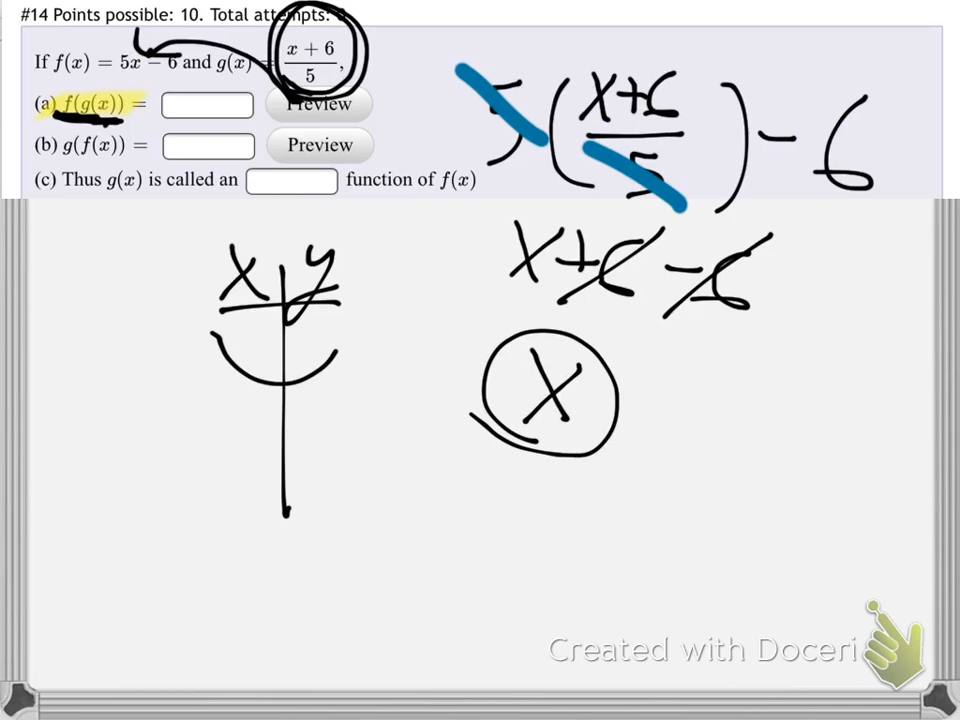 #14 Points possible: 10. Total attempts:
If f(x) = 5x − 6 and g(x) = x + 6 / 5,
(a) f(g(x)) = Preview
(b) g(f(x)) = Preview
(c) Thus g(x) is called an function of f(x)
5(x+6 / 5) − 6
x+6 −6
x
x y
Created with Doceri